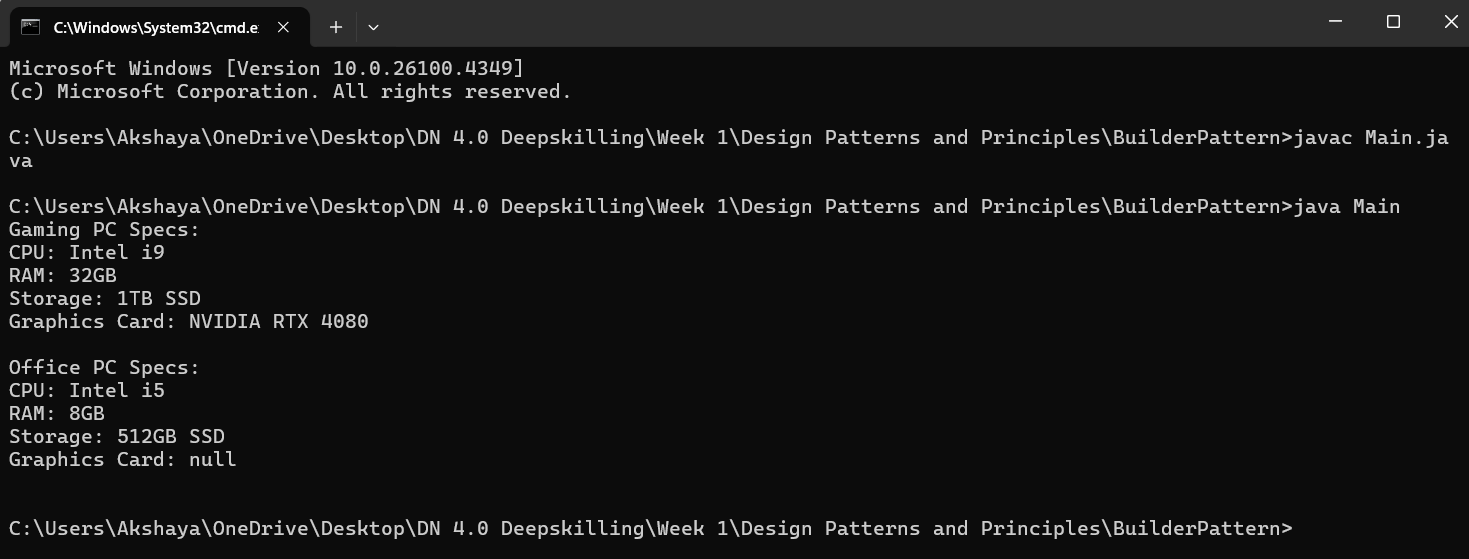 C:\Windows\System32\cmd.e
Microsoft Windows [Version 10.0.26100.4349]
(c) Microsoft Corporation. All rights reserved.
C:\Users\Akshaya\OneDrive\Desktop\DN 4.0 Deepskilling\Week 1\Design Patterns and Principles\BuilderPattern>javac Main.ja
va
C:\Users\Akshaya\OneDrive\Desktop\DN 4.0 Deepskilling\Week 1\Design Patterns and Principles\BuilderPattern>java Main
Gaming PC Specs:
CPU: Intel i9
RAM: 32GB
Storage: 1TB SSD
Graphics Card: NVIDIA RTX 4080
Office PC Specs:
CPU: Intel i5
RAM: 8GB
Storage: 512GB SSD
Graphics Card: null
C:\Users\Akshaya\OneDrive\Desktop\DN 4.0 Deepskilling\Week 1\Design Patterns and Principles\BuilderPattern>